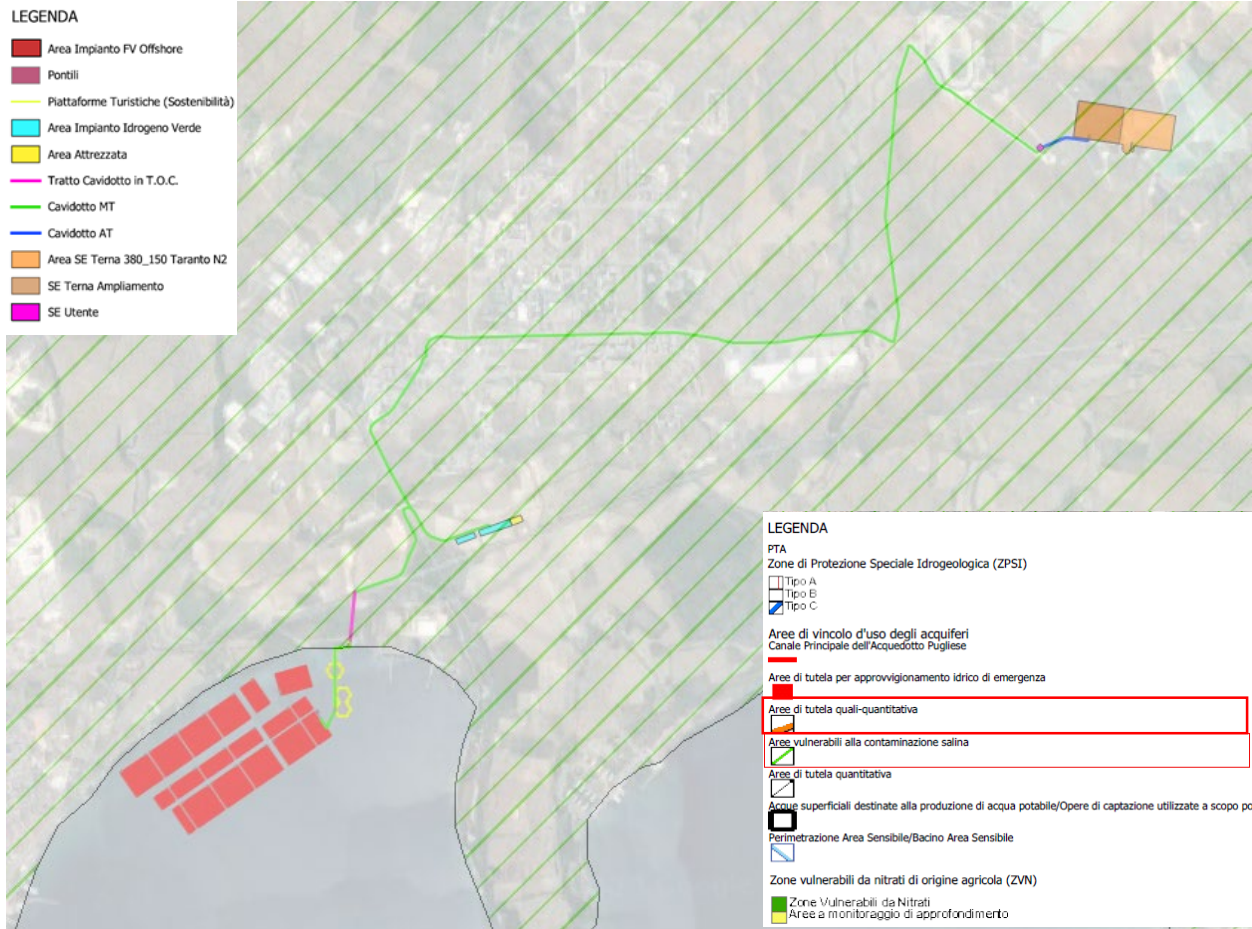 LEGENDA
Area Impianto FV Offshore
Pontili
Piattaforme Turistiche (Sostenibilità)
Area Impianto Idrogeno Verde
Area Attrezzata
Tratto Cavidotto in T.O.C.
Cavidotto MT
Cavidotto AT
Area SE Terna 380_150 Taranto N2
SE Terna Ampliamento
SE Utente
LEGENDA
PTA
Zone di Protezione Speciale Idrogeologica (ZPSI)
Tipo A
Tipo B
Tipo C
Aree di vincolo d'uso degli acquiferi
Canale Principale dell'Acquedotto Pugliese
Aree di tutela per approvvigionamento idrico di emergenza
Aree di tutela quali-quantitativa
Aree vulnerabili alla contaminazione salina
Aree di tutela quantitativa
Acque superficiali destinate alla produzione di acqua potabile/Opere di captazione utilizzate a scopo po
Perimetrazione Area Sensibile/Bacino Area Sensibile
Zone vulnerabili da nitrati di origine agricola (ZVN)
Zone Vulnerabili da Nitrati
Aree a monitoraggio di approfondimento